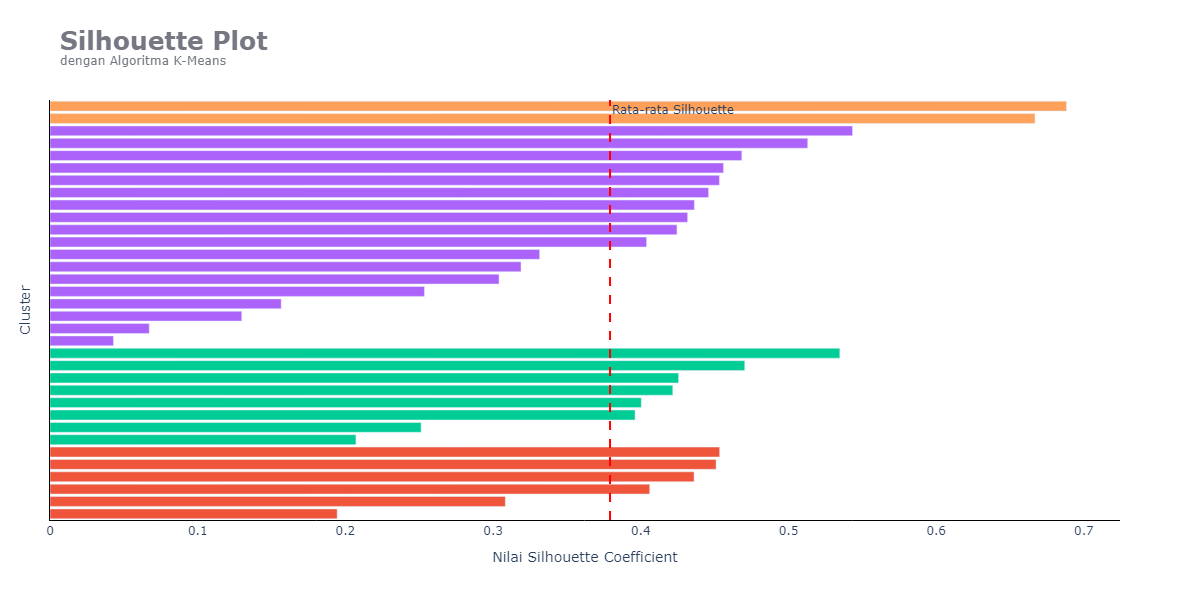 Silhouette Plot
dengan Algoritma K-Means
Rata-rata Silhouette
Cluster
0 0.1 0.2 0.3 0.4 0.5 0.6 0.7
Nilai Silhouette Coefficient